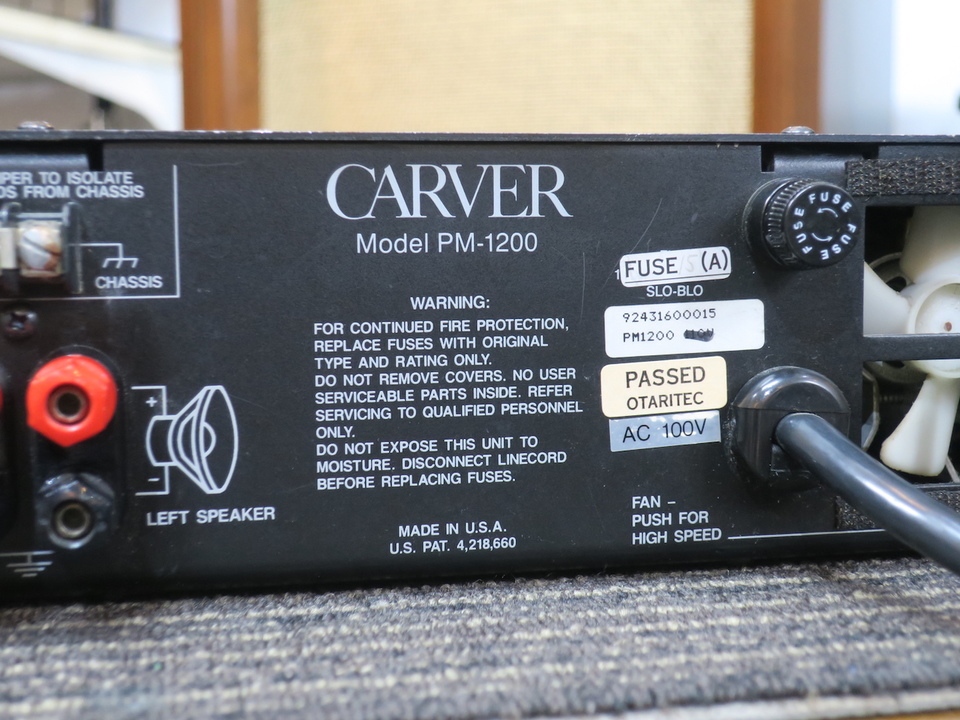 PER TO ISOLATE
DS FROM CHASSIS
CHASSIS
CARVER
Model PM-1200
WARNING:
FOR CONTINUED FIRE PROTECTION,
REPLACE FUSES WITH ORIGINAL
TYPE AND RATING ONLY.
DO NOT REMOVE COVERS. NO USER
SERVICEABLE PARTS INSIDE. REFER
SERVICING TO QUALIFIED PERSONNEL
ONLY.
DO NOT EXPOSE THIS UNIT TO
MOISTURE. DISCONNECT LINECORD
BEFORE REPLACING FUSES.
MADE IN U.S.A.
U.S. PAT. 4,218,660
+
-
LEFT SPEAKER
FUSE FUSE FUSE
FUSE 15 (A)
SLO-BLO
92431600015
PM1200
PASSED
OTARITEC
AC 100V
FAN –
PUSH FOR
HIGH SPEED